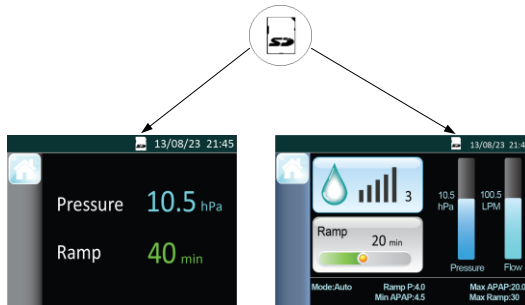 SD
SD 13/08/23 21:45
Pressure 10.5 hPa
Ramp 40 min
SD 13/08/23 21:4
3
Ramp
20 min
10.5
hPa
100.5
LPM
Pressure Flow
Mode:Auto Ramp P:4.0 Max APAP:20.0
Min APAP:4.5 Max Ramp:30